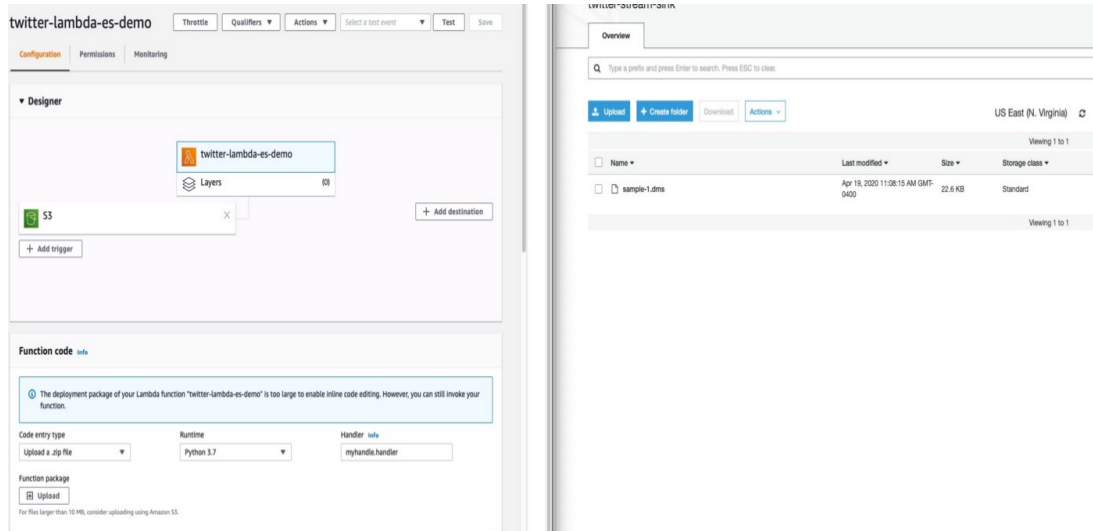 twitter-lambda-es-demo
Throttle
Qualifiers
Actions
Select a test event
Test
Save
Configuration
Permissions
Monitoring
Designer
twitter-lambda-es-demo
Layers
(0)
S3
X
+ Add destination
+ Add trigger
Function code Info
The deployment package of your Lambda function "twitter-lambda-es-demo" is too large to enable inline code editing. However, you can still invoke your
function.
Code entry type
Runtime
Handler Info
Upload a .zip file
Python 3.7
myhandle.handler
Function package
Upload
For files larger than 10 MB, consider uploading using Amazon S3.
twitter-stream-sink
Overview
Type a prefix and press Enter to search. Press ESC to clear.
Upload
+ Create folder
Download
Actions
US East (N. Virginia)
Viewing 1 to 1
Name
Last modified
Size
Storage class
sample-1.dms
Apr 19, 2020 11:08:15 AM GMT-
0400
22.6 KB
Standard
Viewing 1 to 1